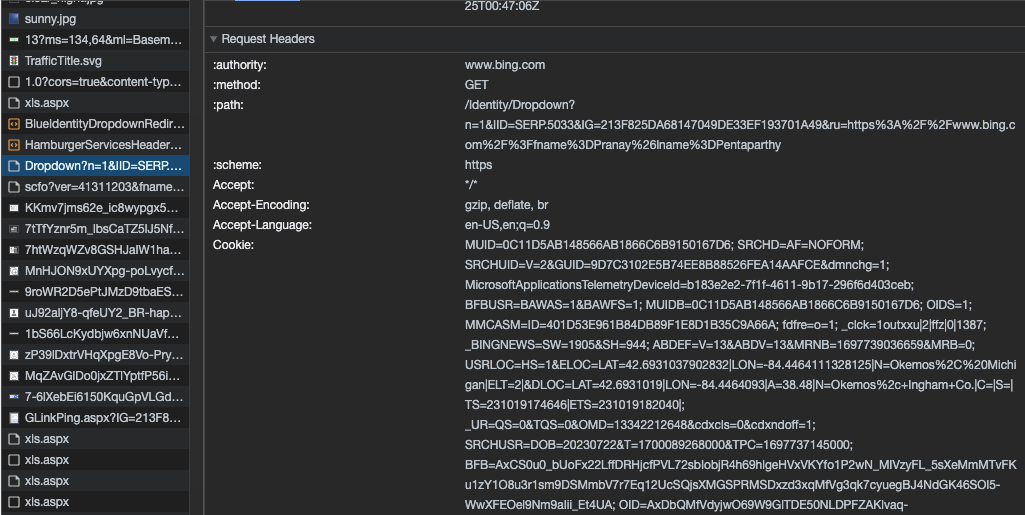 sunny.jpg
13?ms=134,64&ml=Basem...
TrafficTitle.svg
1.0?cors=true&content-typ...
xls.aspx
BlueIdentityDropdownRedir...
HamburgerServicesHeader...
Dropdown?n=1&IID=SERP....
scfo?ver=41311203&fname...
KKmv7jms62e_ic8wypgx5...
7tTfYznr5m_lbsCaTZ5IJ5Nf...
7htWzqWZv8GSHJaIW1ha...
MnHJON9xUYXpg-poLvycf...
9roWR2D5ePtJMzD9tbaES...
uJ92aljY8-qfeUY2_BR-hap...
1bS66LcKydbjw6xnNUaVf...
zP39lDxtrVHqXpgE8Vo-Pry...
MqZAvGlDo0jxZTlYptfP56i...
7-6lXebEi6150KquGpVLGd...
GLinkPing.aspx?IG=213F8...
xls.aspx
xls.aspx
xls.aspx
xls.aspx
25T00:47:06Z
Request Headers
:authority: www.bing.com
:method: GET
:path: /Identity/Dropdown?
n=1&IID=SERP.5033&IG=213F825DA68147049DE33EF193701A49&ru=https%3A%2F%2Fwww.bing.c
om%2F%3Ffname%3DPranay%26lname%3DPentaparthy
:scheme: https
Accept: */*
Accept-Encoding: gzip, deflate, br
Accept-Language: en-US,en;q=0.9
Cookie: MUID=0C11D5AB148566AB1866C6B9150167D6; SRCHD=AF=NOFORM;
SRCHUID=V=2&GUID=9D7C3102E5B74EE8B88526FEA14AAFCE&dmnchg=1;
MicrosoftApplicationsTelemetryDeviceId=b183e2e2-7f1f-4611-9b17-296f6d403ceb;
BFBUSR=BAWAS=1&BAWFS=1; MUIDB=0C11D5AB148566AB1866C6B9150167D6; OIDS=1;
MMCASM=ID=401D53E961B84DB89F1E8D1B35C9A66A; fdfre=o=1; _clck=1outxxu|2|ffz|0|1387;
_BINGNEWS=SW=1905&SH=944; ABDEF=V=13&ABDV=13&MRNB=1697739036659&MRB=0;
USRLOC=HS=1&ELOC=LAT=42.6931037902832|LON=-84.4464111328125|N=Okemos%2C%20Michi
gan|ELT=2|&DLOC=LAT=42.6931019|LON=-84.4464093|A=38.48|N=Okemos%2c+Ingham+Co.|C=|S=|
TS=231019174646|ETS=231019182040|;
_UR=QS=0&TQS=0&OMD=13342212648&cdxcls=0&cdxndoff=1;
SRCHUSR=DOB=20230722&T=1700089268000&TPC=1697737145000;
BFB=AxCS0u0_bUoFx22LffDRHjcfPVL72sblobjR4h69hlgeHVxVKYfo1P2wN_MIVzyFL_5sXeMmMTvFK
u1zY1O8u3r1sm9DSMmbV7r7Eq12UcSQjsXMGSPRMSDxzd3xqMfVg3qk7cyuegBJ4NdGK46SOl5-
WwXFEOel9Nm9alii_Et4UA; OID=AxDbQMfVdyjwO69W9GlTDE50NLDPFZAKlvaq-